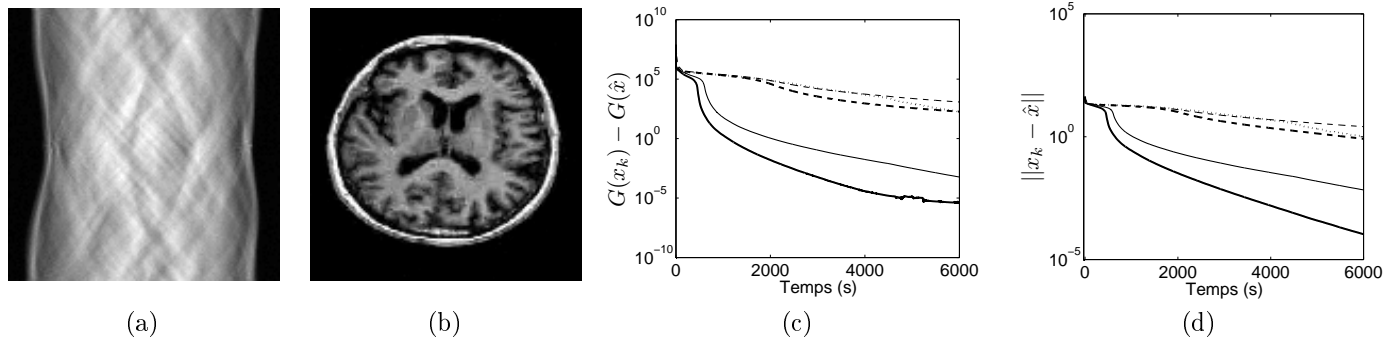 (a)
(b)
G(x_k) − G(x̂)
10^10
10^5
10^0
10^-5
10^-10
0 2000 4000 6000
Temps (s)
(c)
||x_k − x̂||
10^5
10^0
10^-5
0 2000 4000 6000
Temps (s)
(d)